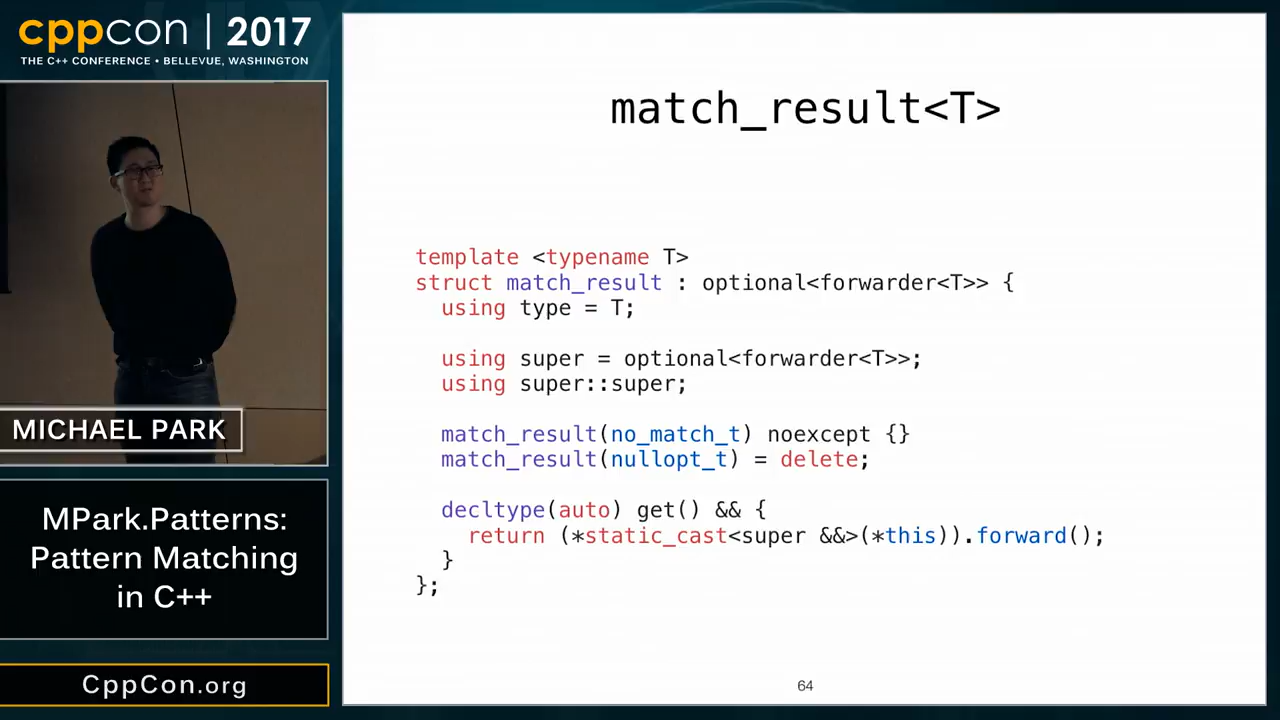 cppcon | 2017
THE C++ CONFERENCE • BELLEVUE, WASHINGTON
MICHAEL PARK
MPark.Patterns:
Pattern Matching
in C++
CppCon.org
match_result<T>
template <typename T>
struct match_result : optional<forwarder<T>> {
  using type = T;
  using super = optional<forwarder<T>>;
  using super::super;
  match_result(no_match_t) noexcept {}
  match_result(nullopt_t) = delete;
  decltype(auto) get() && {
    return (*static_cast<super &&>(*this)).forward();
  }
};
64